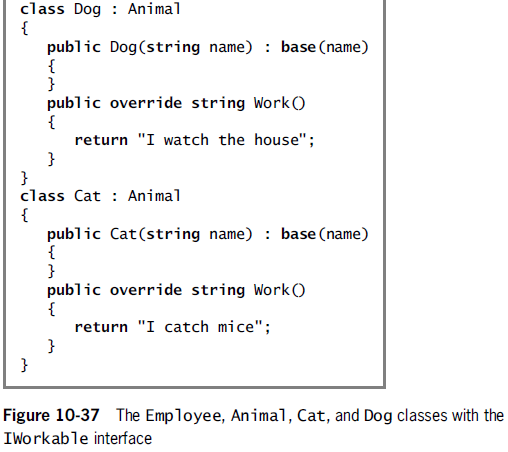 class Dog : Animal
{
   public Dog(string name) : base(name)
   {
   }
   public override string Work()
   {
      return "I watch the house";
   }
}
class Cat : Animal
{
   public Cat(string name) : base(name)
   {
   }
   public override string Work()
   {
      return "I catch mice";
   }
}
Figure 10-37 The Employee, Animal, Cat, and Dog classes with the
IWorkable interface